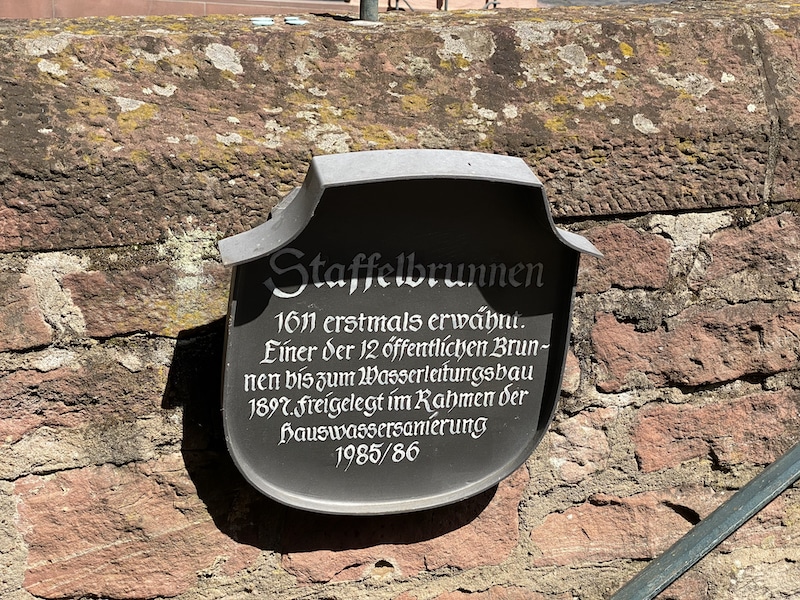 Staffelbrunnen
1611 erstmals erwähnt.
Einer der 12 öffentlichen Brun-
nen bis zum Wasserleitungsbau
1897. Freigelegt im Rahmen der
Hauswassersanierung
1985/86